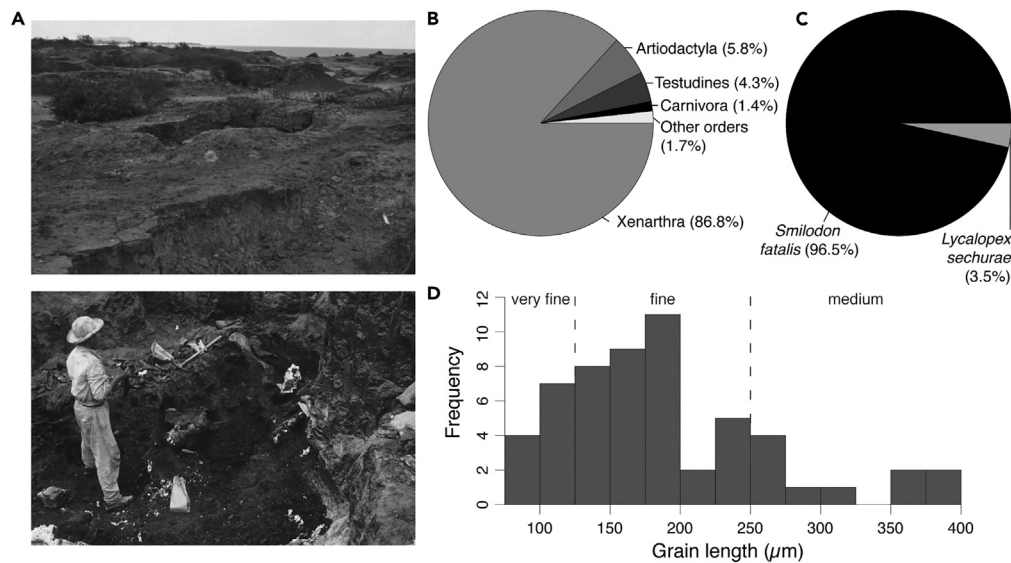 A
B
Artiodactyla (5.8%)
Testudines (4.3%)
Carnivora (1.4%)
Other orders
(1.7%)
Xenarthra (86.8%)
C
Smilodon
fatalis (96.5%)
Lycalopex
sechurae
(3.5%)
D
very fine
fine
medium
Frequency
0
2
4
6
8
10
12
100
150
200
250
300
350
400
Grain length (µm)